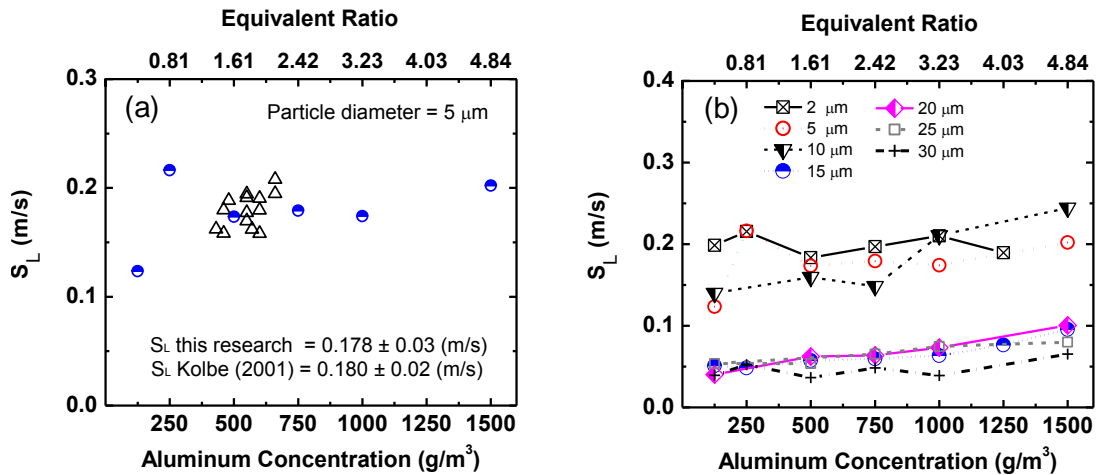 Equivalent Ratio
0.81 1.61 2.42 3.23 4.03 4.84
(a)
Particle diameter = 5 μm
0.3
0.2
0.1
0.0
S_L (m/s)
S_L this research = 0.178 ± 0.03 (m/s)
S_L Kolbe (2001) = 0.180 ± 0.02 (m/s)
250 500 750 1000 1250 1500
Aluminum Concentration (g/m³)
Equivalent Ratio
0.81 1.61 2.42 3.23 4.03 4.84
(b)
2 μm
5 μm
10 μm
15 μm
20 μm
25 μm
30 μm
0.4
0.3
0.2
0.1
0.0
S_L (m/s)
250 500 750 1000 1250 1500
Aluminum Concentration (g/m³)